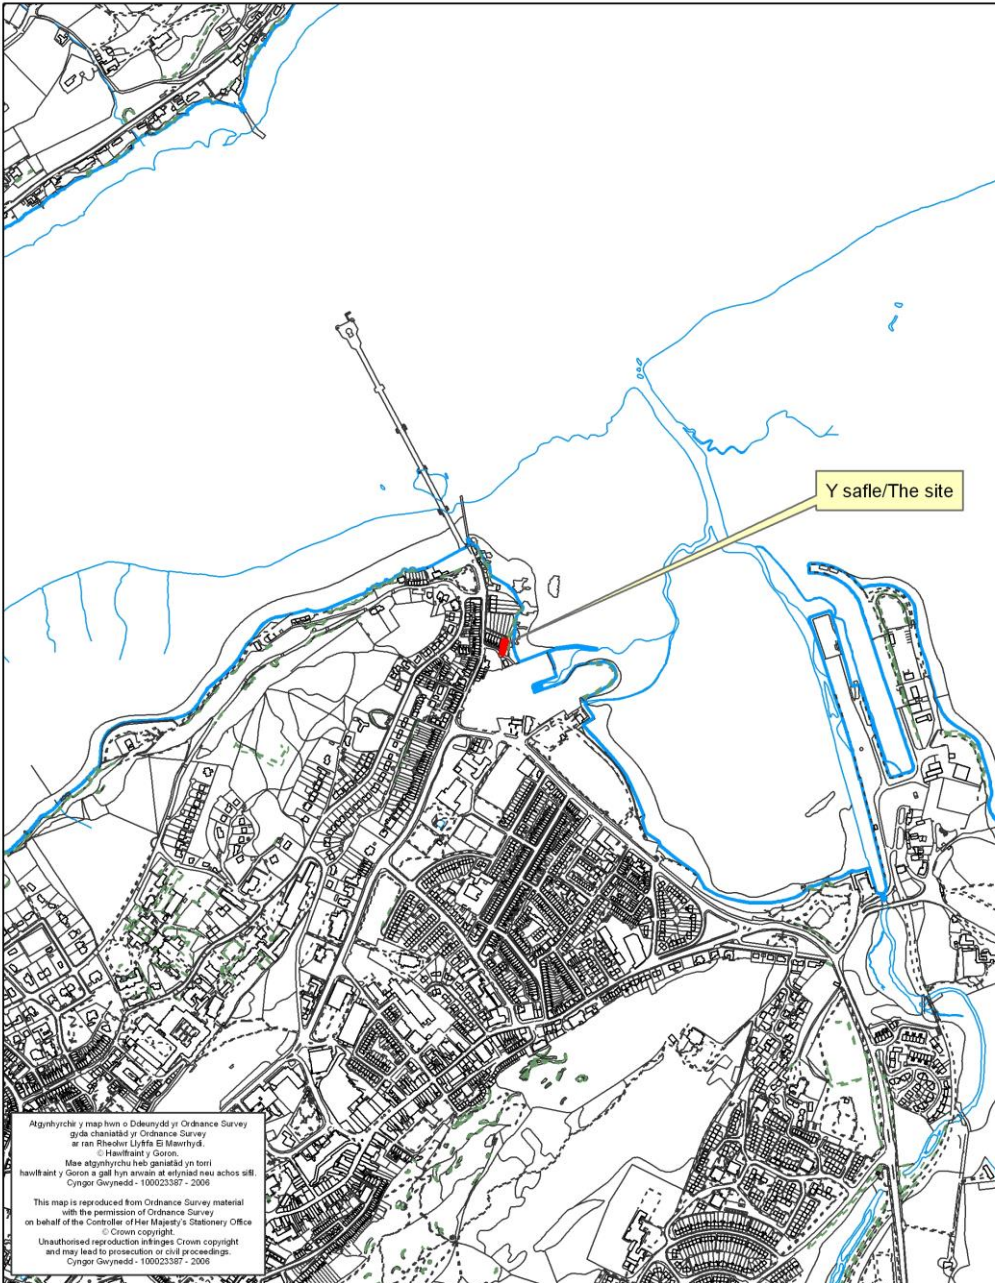 Y safle/The site
Atgynhyrchir y map hwn o Ddeunydd yr Ordnance Survey
gyda chaniatâd yr Ordnance Survey
ar ran Rheolwr Llyfrfa Ei Mawrhydi.
© Hawlfraint y Goron.
Mae atgynhyrchu heb ganiatâd yn torri
hawlfraint y Goron a gall hyn arwain at erlyniad neu achos sifil.
Cyngor Gwynedd - 100023387 - 2006
This map is reproduced from Ordnance Survey material
with the permission of Ordnance Survey
on behalf of the Controller of Her Majesty's Stationery Office
© Crown copyright.
Unauthorised reproduction infringes Crown copyright
and may lead to prosecution or civil proceedings.
Cyngor Gwynedd - 100023387 - 2006